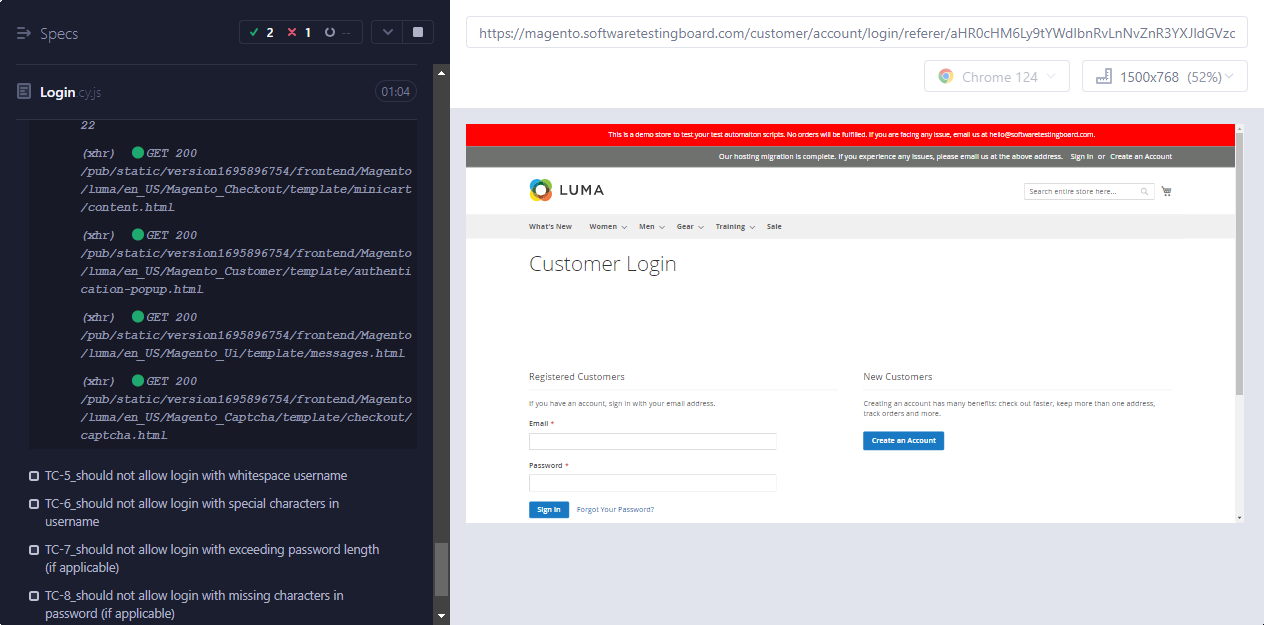 Specs
2
1
--
Login.cy.js
01:04
22
(xhr) GET 200
/pub/static/version1695896754/frontend/Magento
/luma/en_US/Magento_Checkout/template/minicart
/content.html
(xhr) GET 200
/pub/static/version1695896754/frontend/Magento
/luma/en_US/Magento_Customer/template/authenti
cation-popup.html
(xhr) GET 200
/pub/static/version1695896754/frontend/Magento
/luma/en_US/Magento_Ui/template/messages.html
(xhr) GET 200
/pub/static/version1695896754/frontend/Magento
/luma/en_US/Magento_Captcha/template/checkout/
captcha.html
TC-5_should not allow login with whitespace username
TC-6_should not allow login with special characters in
username
TC-7_should not allow login with exceeding password length
(if applicable)
TC-8_should not allow login with missing characters in
password (if applicable)
https://magento.softwaretestingboard.com/customer/account/login/referer/aHR0cHM6Ly9tYWdlbnRvLnNvZnR3YXJldGVzc
Chrome 124
1500x768 (52%)
This is a demo store to test your test automaiton scripts. No orders will be fulfilled. If you are facing any issue, email us at hello@softwaretestingboard.com.
Our hosting migration is complete. If you experience any issues, please email us at the above address. Sign In or Create an Account
LUMA
Search entire store here...
What's New Women Men Gear Training Sale
Customer Login
Registered Customers
If you have an account, sign in with your email address.
Email *
Password *
Sign In Forgot Your Password?
New Customers
Creating an account has many benefits: check out faster, keep more than one address,
track orders and more.
Create an Account